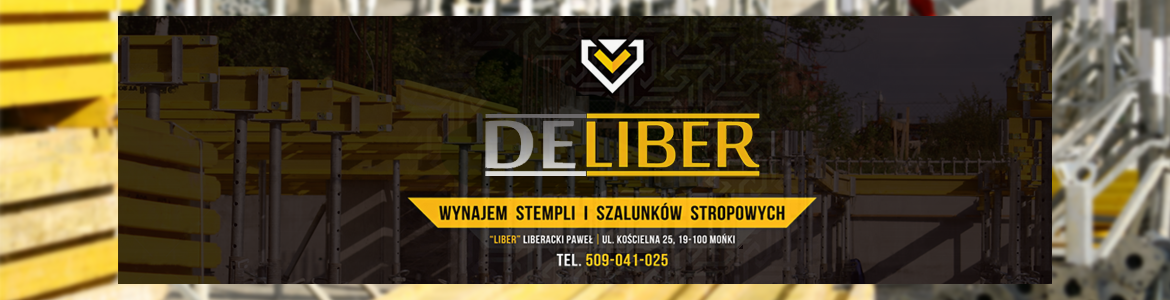 DELIBER
WYNAJEM STEMPLI I SZALUNKÓW STROPOWYCH
"LIBER" LIBERACKI PAWEŁ | UL. KOŚCIELNA 25, 19-100 MOŃKI
TEL. 509-041-025